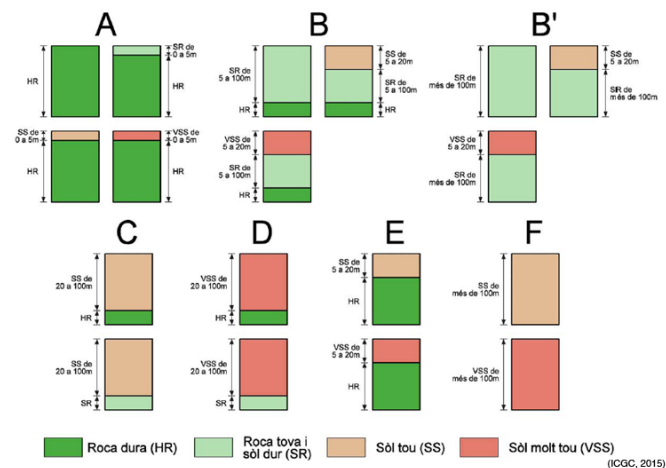 A
B
B'
SR de
0 a 5m
HR
HR
SS de
0 a 5m
HR
VSS de
0 a 5m
HR
SR de
5 a 100m
HR
SS de
5 a 20m
SR de
5 a 100m
HR
VSS de
5 a 20m
SR de
5 a 100m
HR
SR de
més de 100m
SS de
5 a 20m
SR de
més de 100m
VSS de
5 a 20m
SR de
més de 100m
C
D
E
F
SS de
20 a 100m
HR
SS de
20 a 100m
SR
VSS de
20 a 100m
HR
VSS de
20 a 100m
SR
SS de
5 a 20m
HR
VSS de
5 a 20m
HR
SS de
més de 100m
VSS de
més de 100m
Roca dura (HR)
Roca tova i
sòl dur (SR)
Sòl tou (SS)
Sòl molt tou (VSS)
(ICGC, 2015)